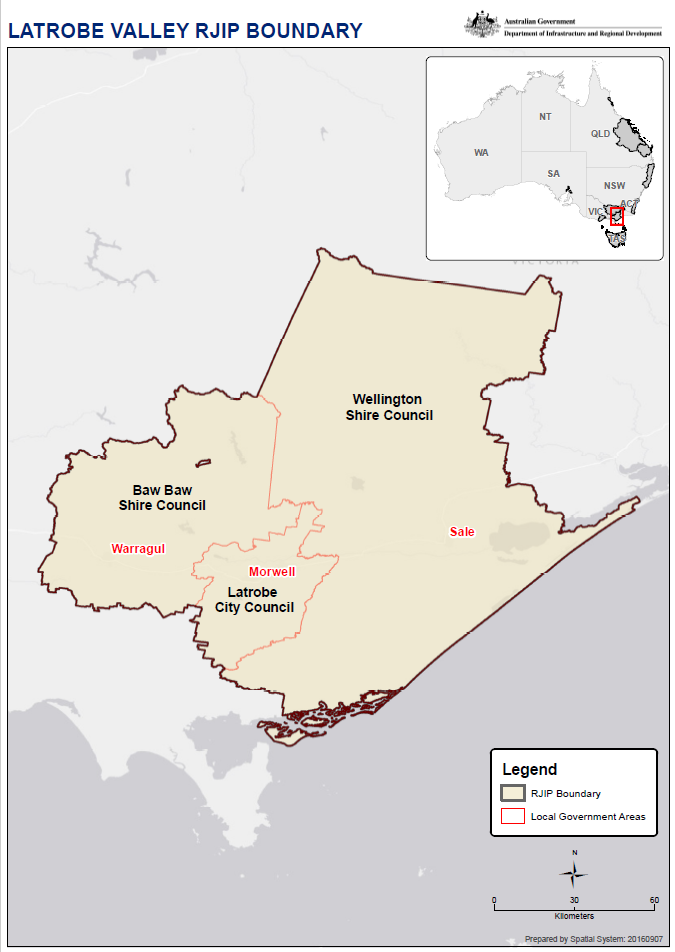 LATROBE VALLEY RJIP BOUNDARY
Australian Government
Department of Infrastructure and Regional Development
NT
QLD
WA
SA
NSW
ACT
VIC
TAS
VICTORIA
Wellington
Shire Council
Baw Baw
Shire Council
Sale
Warragul
Morwell
Latrobe
City Council
Legend
RJIP Boundary
Local Government Areas
N
0 30 60
Kilometers
Prepared by Spatial System: 20160907